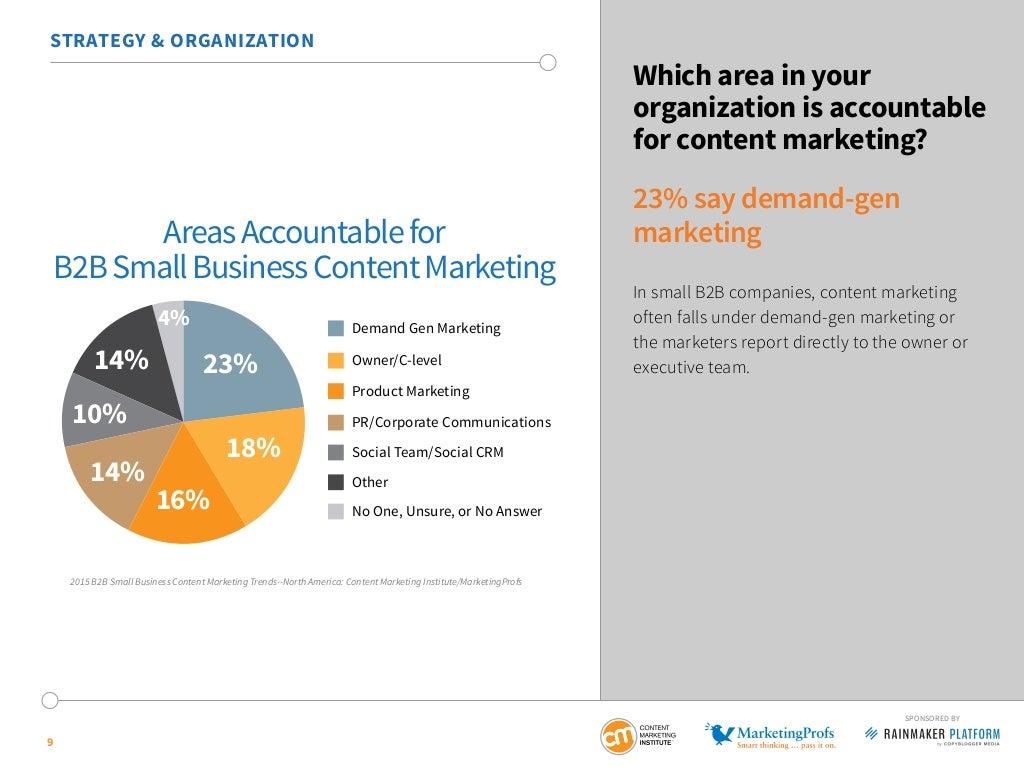 STRATEGY & ORGANIZATION
Areas Accountable for
B2B Small Business Content Marketing
4%
23%
14%
10%
18%
14%
16%
Demand Gen Marketing
Owner/C-level
Product Marketing
PR/Corporate Communications
Social Team/Social CRM
Other
No One, Unsure, or No Answer
2015 B2B Small Business Content Marketing Trends--North America: Content Marketing Institute/MarketingProfs
Which area in your
organization is accountable
for content marketing?
23% say demand-gen
marketing
In small B2B companies, content marketing
often falls under demand-gen marketing or
the marketers report directly to the owner or
executive team.
9
cm
CONTENT
MARKETING
INSTITUTE™
MarketingProfs
Smart thinking ... pass it on.
SPONSORED BY
RAINMAKER PLATFORM
by COPYBLOGGER MEDIA